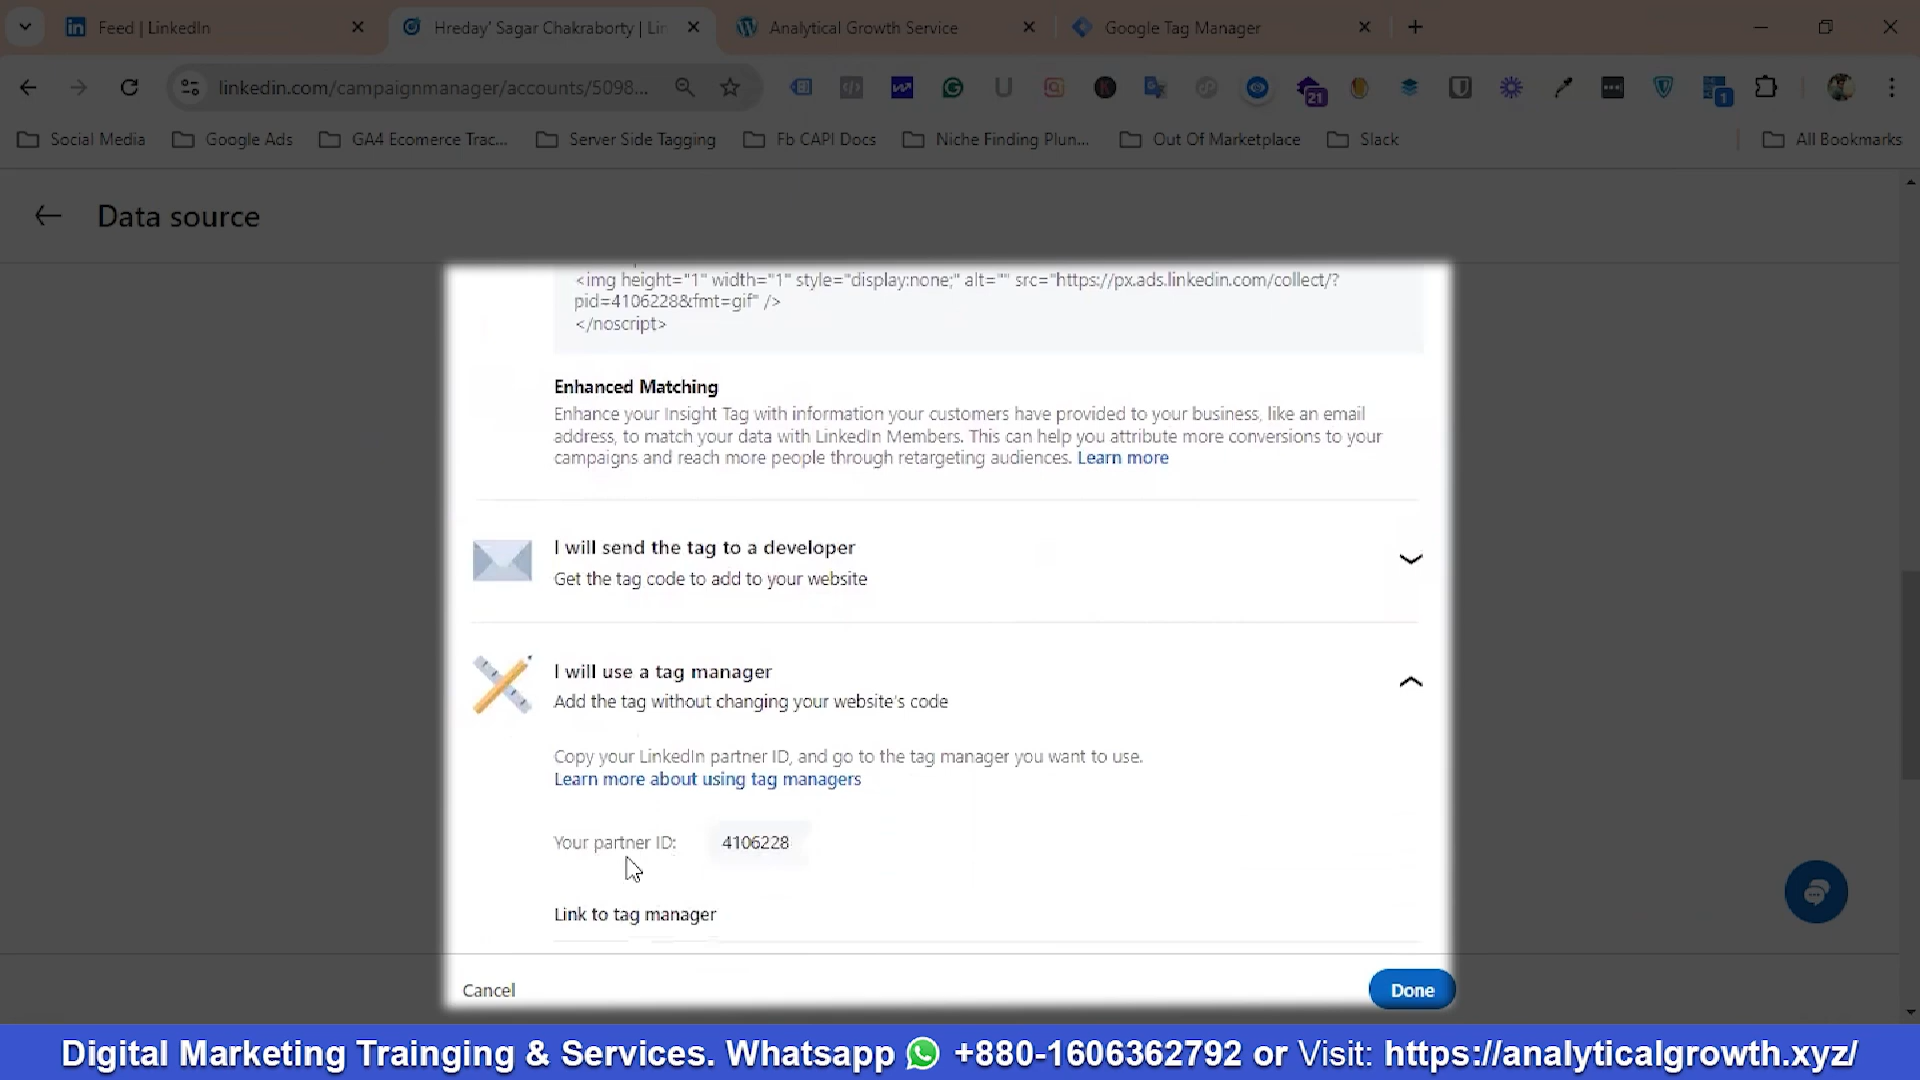 Feed | LinkedIn
Hreday' Sagar Chakraborty | Lin
Analytical Growth Service
Google Tag Manager
linkedin.com/campaignmanager/accounts/5098...
21
1
Social Media
Google Ads
GA4 Ecomerce Trac...
Server Side Tagging
Fb CAPI Docs
Niche Finding Plun...
Out Of Marketplace
Slack
All Bookmarks
Data source
<img height="1" width="1" style="display:none;" alt="" src="https://px.ads.linkedin.com/collect/?
pid=4106228&fmt=gif" />
</noscript>
Enhanced Matching
Enhance your Insight Tag with information your customers have provided to your business, like an email
address, to match your data with LinkedIn Members. This can help you attribute more conversions to your
campaigns and reach more people through retargeting audiences. Learn more
I will send the tag to a developer
Get the tag code to add to your website
I will use a tag manager
Add the tag without changing your website's code
Copy your LinkedIn partner ID, and go to the tag manager you want to use.
Learn more about using tag managers
Your partner ID: 4106228
Link to tag manager
Cancel
Done
Digital Marketing Trainging & Services. Whatsapp +880-1606362792 or Visit: https://analyticalgrowth.xyz/